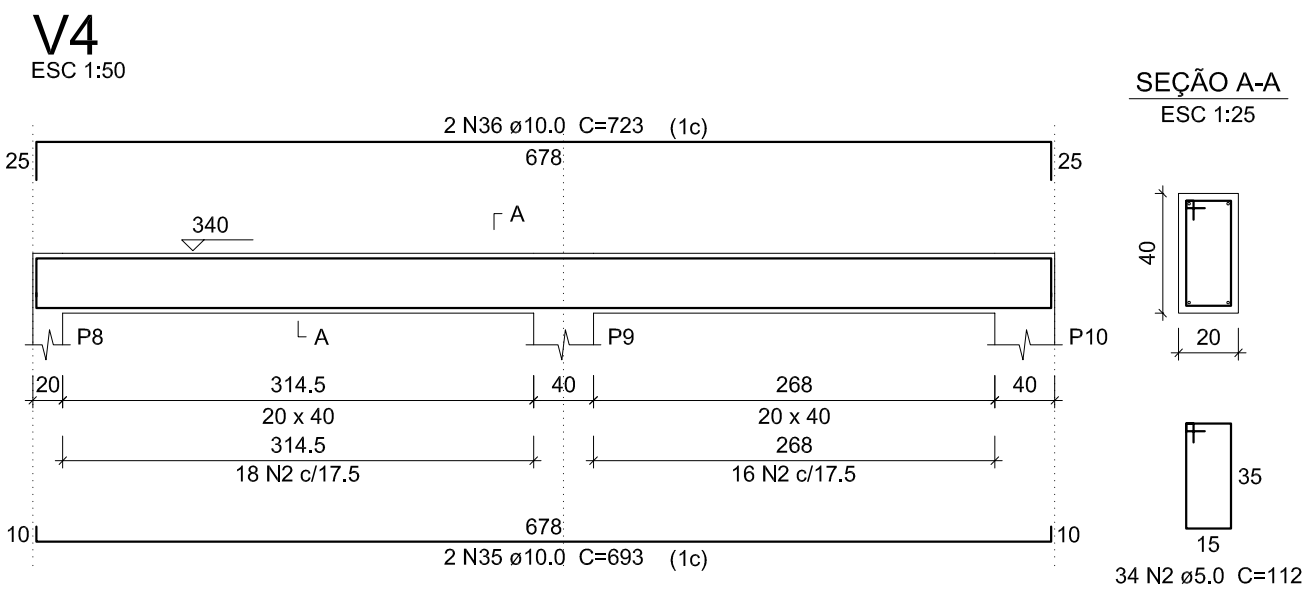 V4
ESC 1:50
2 N36 ø10.0 C=723 (1c)
25
678
25
A
340
A
P8
P9
P10
20
314.5
40
268
40
20 x 40
20 x 40
314.5
268
18 N2 c/17.5
16 N2 c/17.5
10
678
10
2 N35 ø10.0 C=693 (1c)
SEÇÃO A-A
ESC 1:25
40
20
35
15
34 N2 ø5.0 C=112